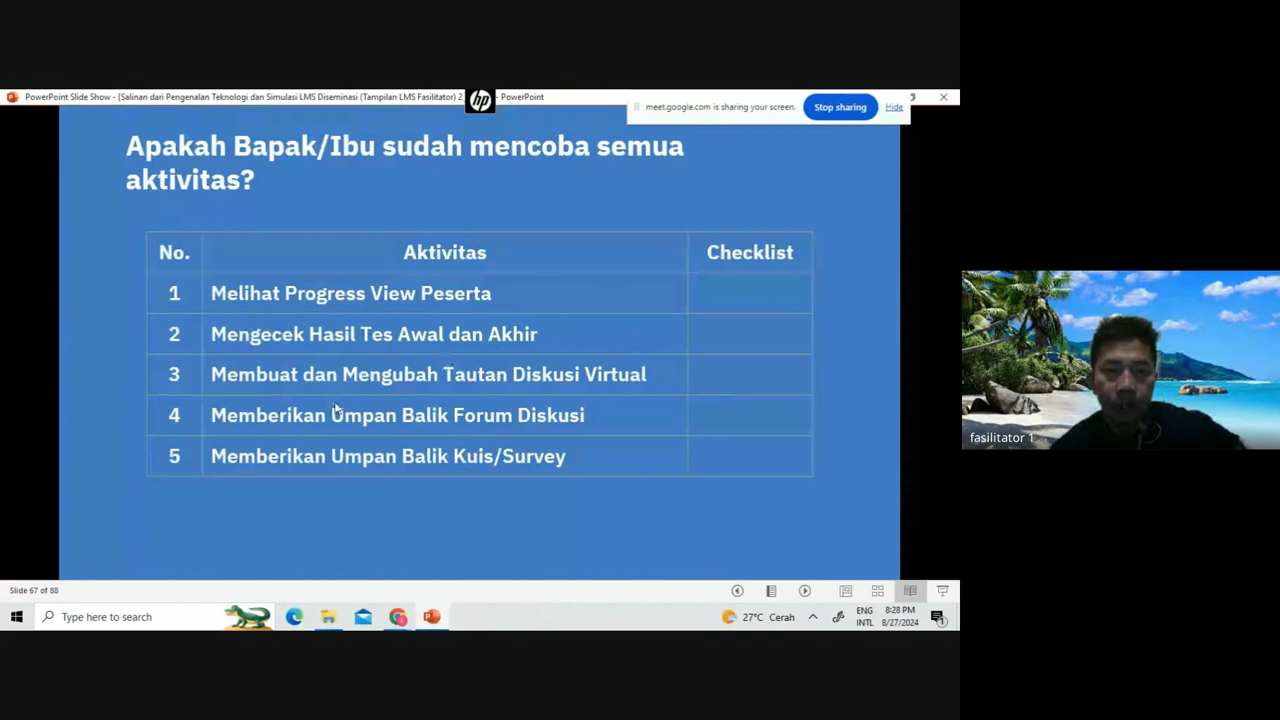 PowerPoint Slide Show - [Salinan dari Pengenalan Teknologi dan Simulasi LMS Diseminasi (Tampilan LMS Fasilitator) 2 - PowerPoint
hp
meet.google.com is sharing your screen. Stop sharing Hide
Apakah Bapak/Ibu sudah mencoba semua
aktivitas?
No. Aktivitas Checklist
1 Melihat Progress View Peserta
2 Mengecek Hasil Tes Awal dan Akhir
3 Membuat dan Mengubah Tautan Diskusi Virtual
4 Memberikan Umpan Balik Forum Diskusi
5 Memberikan Umpan Balik Kuis/Survey
fasilitator 1
Slide 67 of 88
Type here to search
27°C Cerah
ENG
INTL
8:28 PM
8/27/2024
1